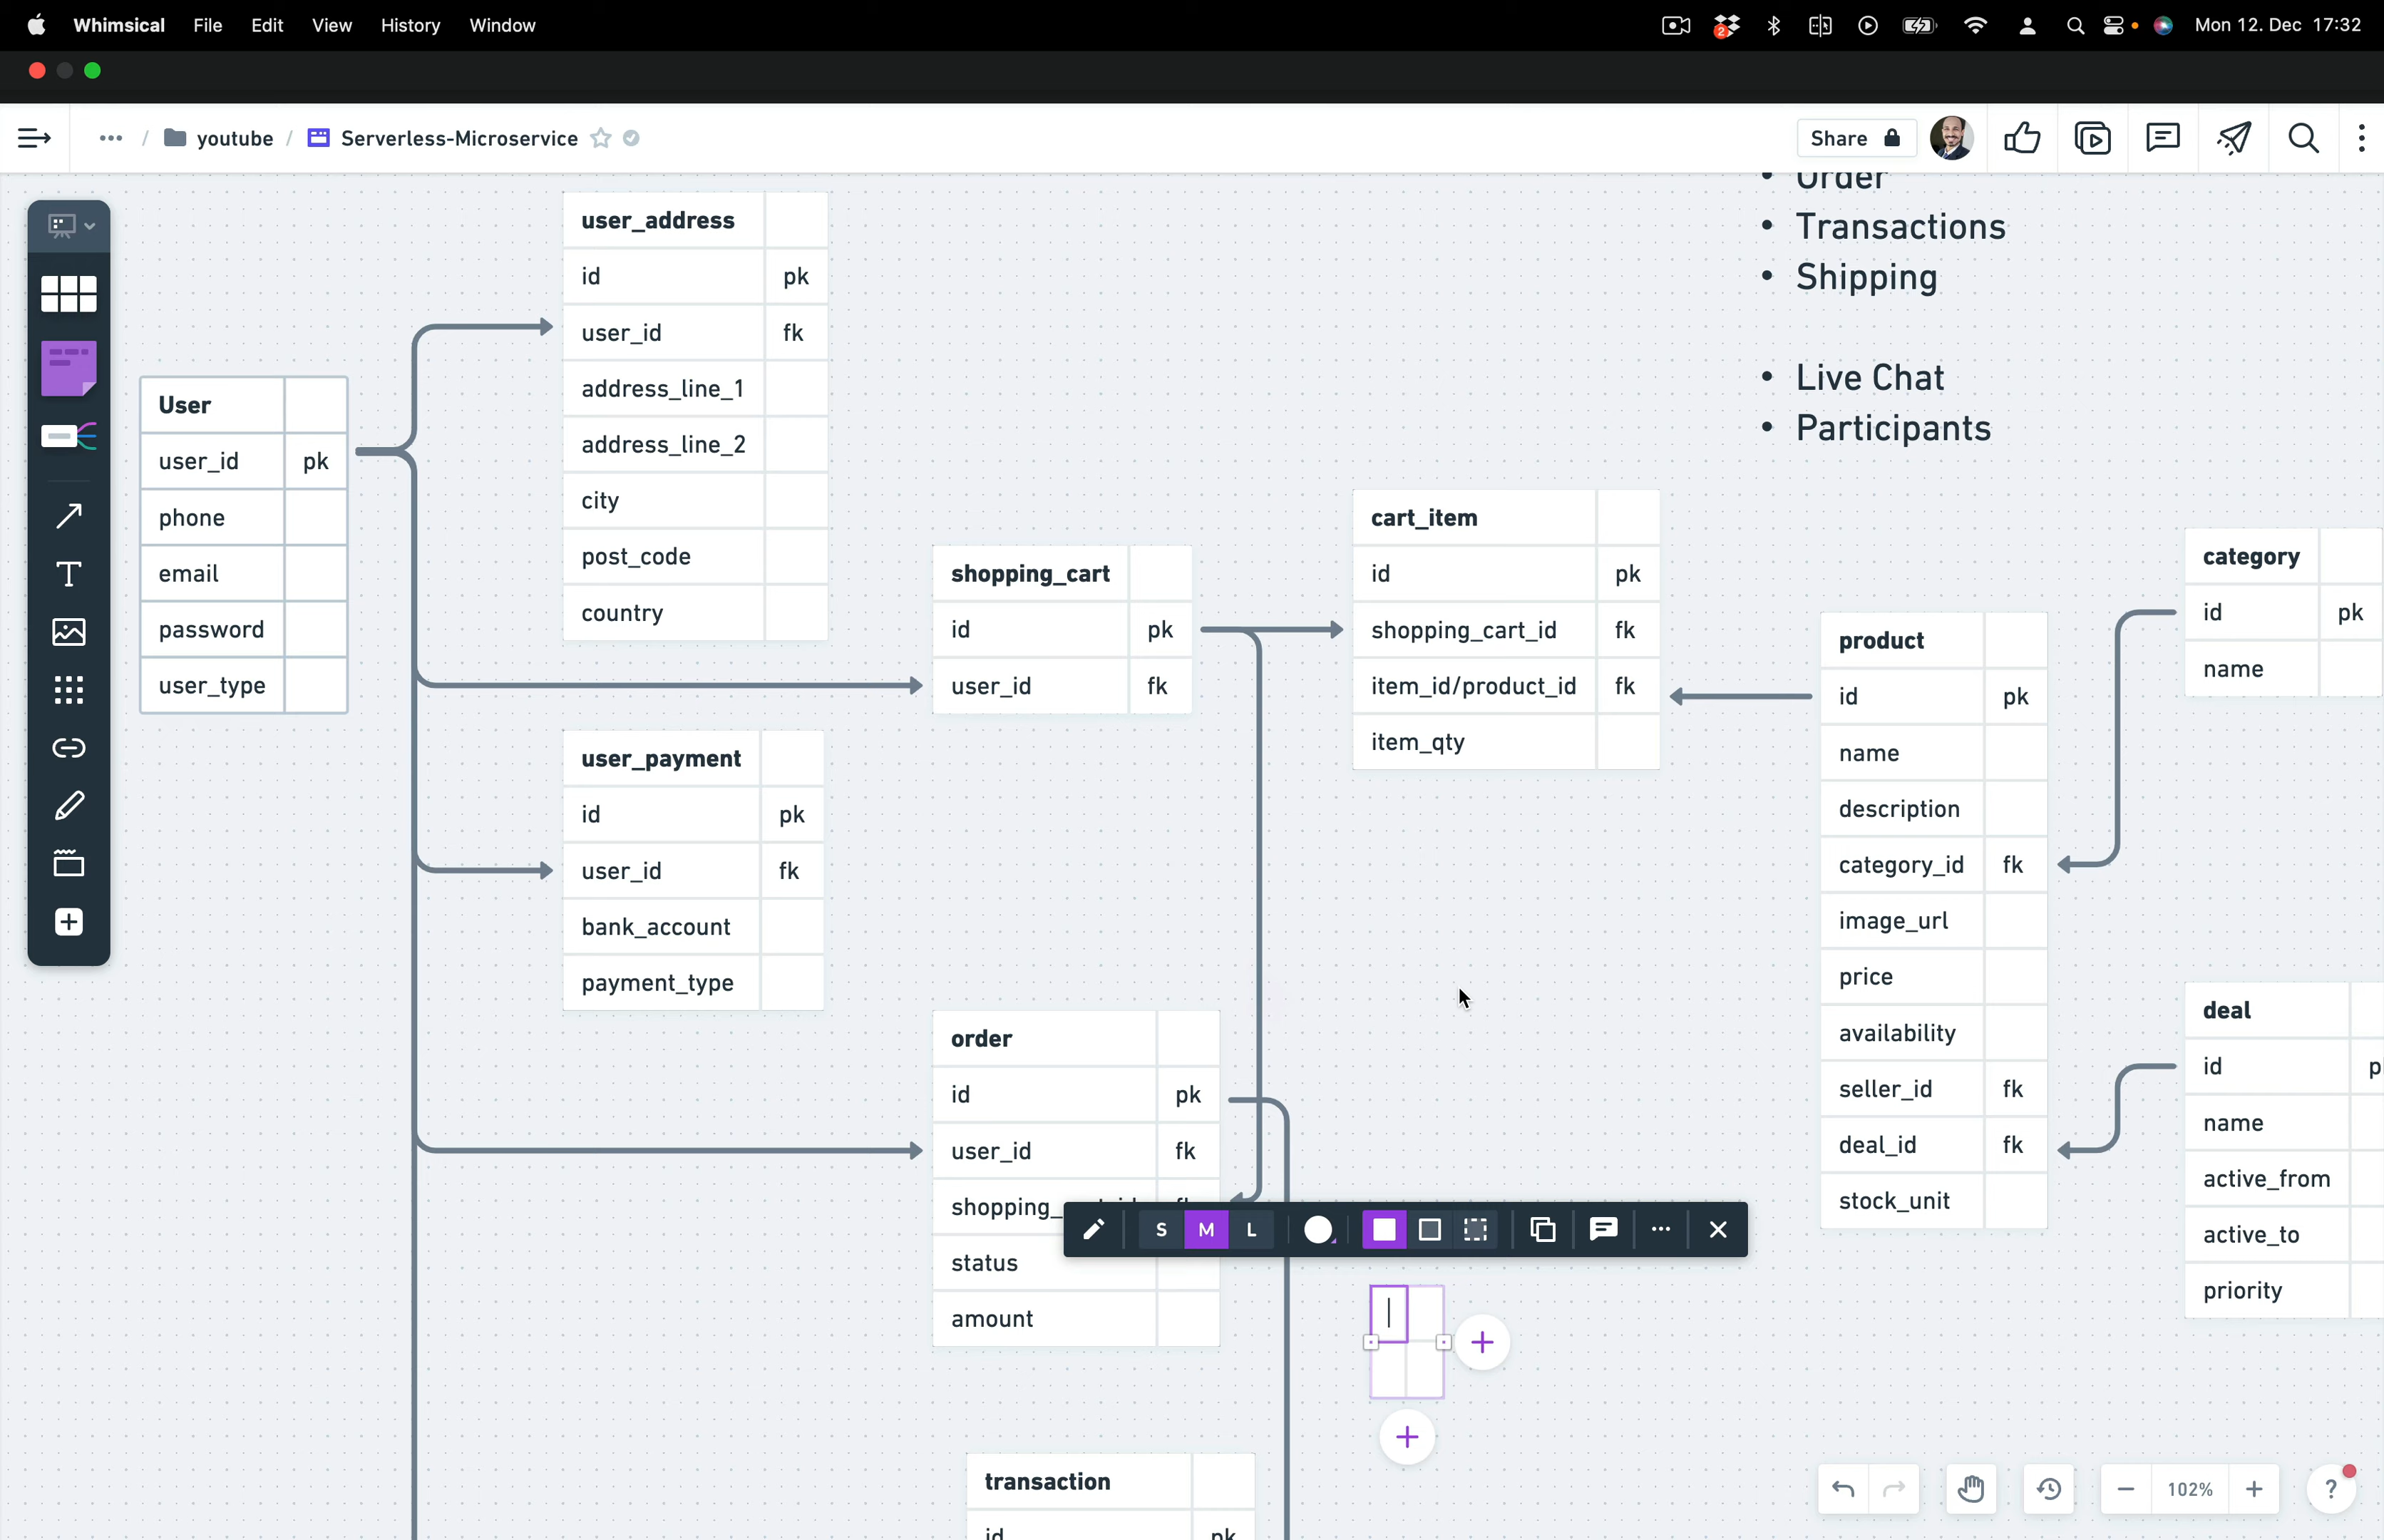 Whimsical File Edit View History Window
2
Mon 12. Dec 17:32
••• / youtube / Serverless-Microservice
Share
Order
• Transactions
• Shipping
• Live Chat
• Participants
user_address
id pk
user_id fk
address_line_1
address_line_2
city
post_code
country
User
user_id pk
phone
email
password
user_type
shopping_cart
id pk
user_id fk
cart_item
id pk
shopping_cart_id fk
item_id/product_id fk
item_qty
category
id pk
name
product
id pk
name
description
category_id fk
image_url
price
availability
seller_id fk
deal_id fk
stock_unit
user_payment
id pk
user_id fk
bank_account
payment_type
deal
id
name
active_from
active_to
priority
order
id pk
user_id fk
shopping_
status
amount
S M L
transaction
id pk
102%
?